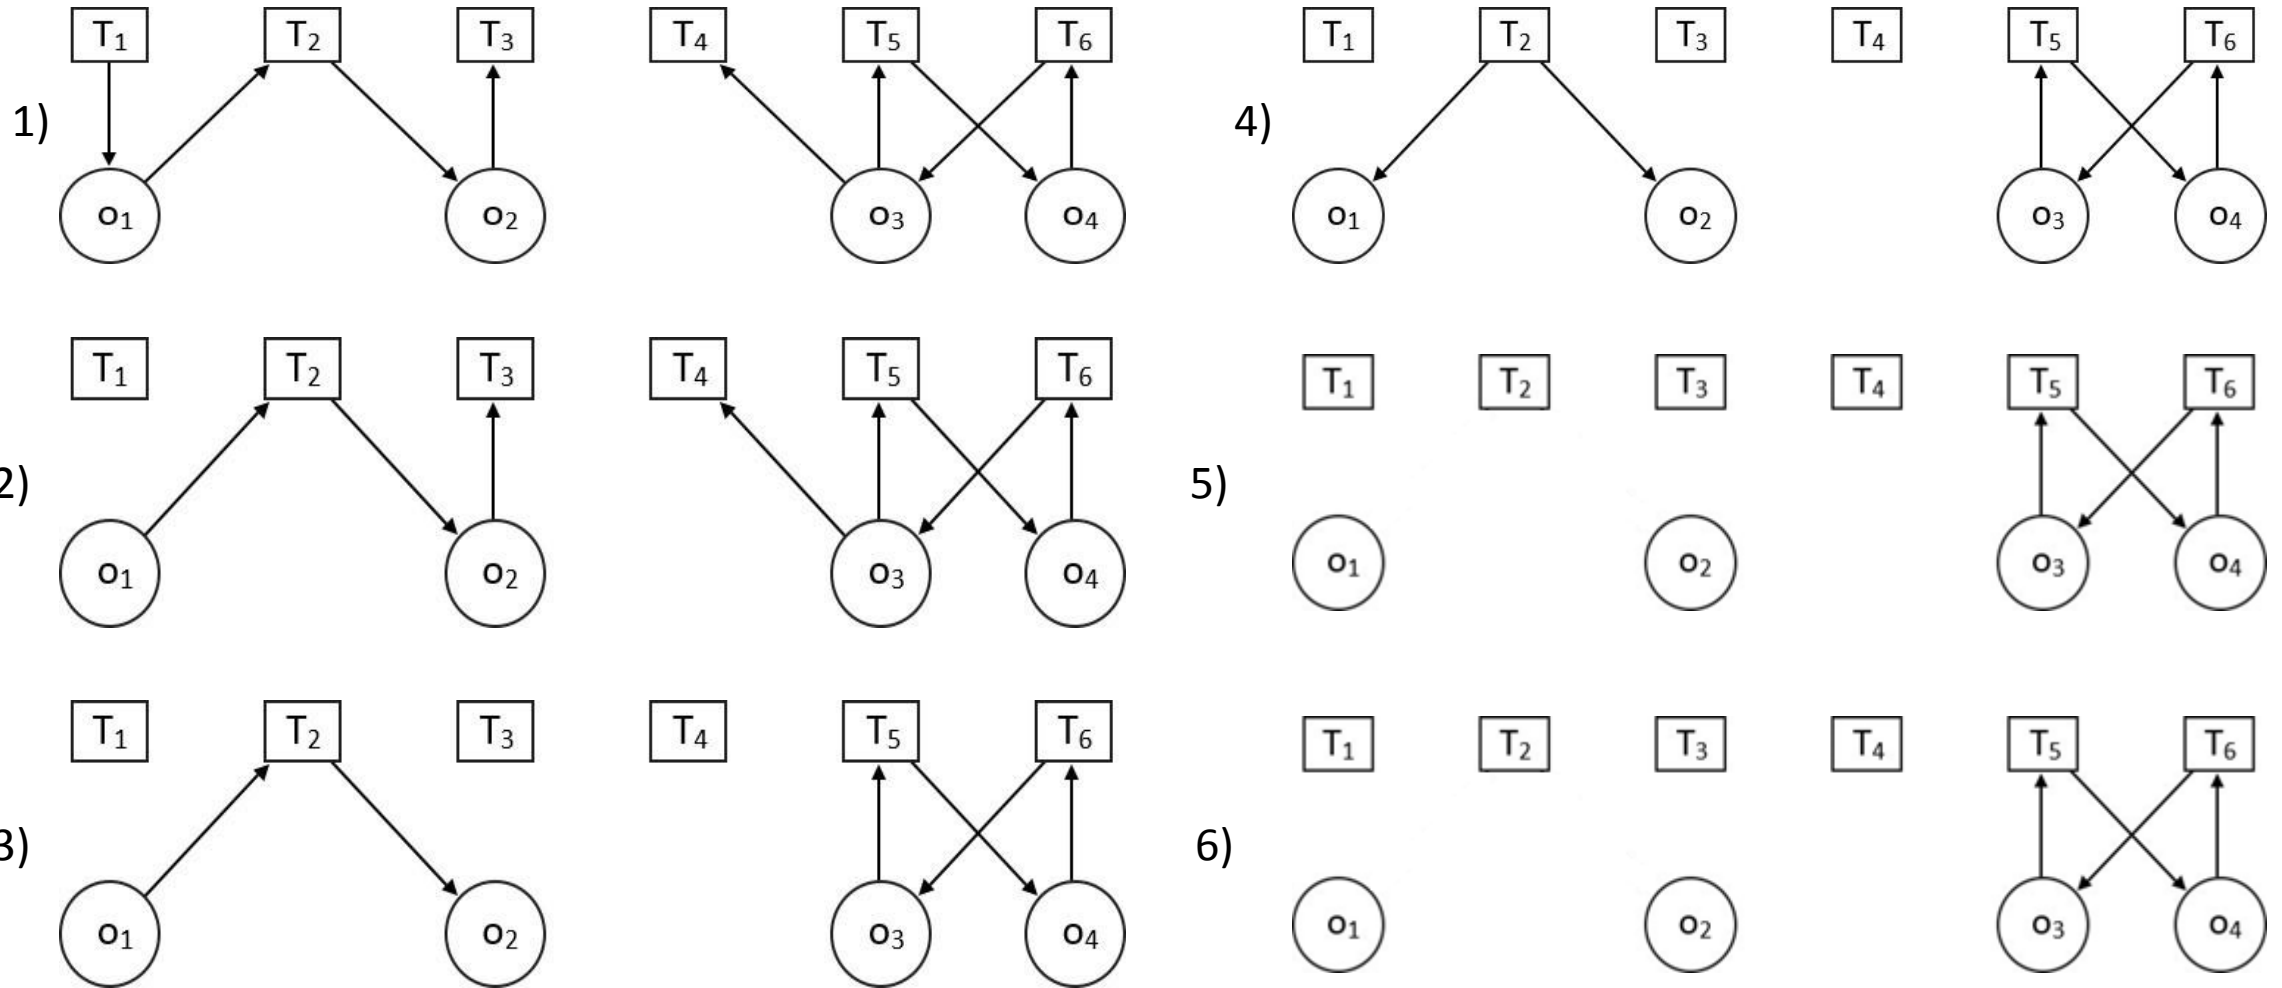 1)
T₁ T₂ T₃ T₄ T₅ T₆
o₁ o₂ o₃ o₄
2)
T₁ T₂ T₃ T₄ T₅ T₆
o₁ o₂ o₃ o₄
3)
T₁ T₂ T₃ T₄ T₅ T₆
o₁ o₂ o₃ o₄
4)
T₁ T₂ T₃ T₄ T₅ T₆
o₁ o₂ o₃ o₄
5)
T₁ T₂ T₃ T₄ T₅ T₆
o₁ o₂ o₃ o₄
6)
T₁ T₂ T₃ T₄ T₅ T₆
o₁ o₂ o₃ o₄